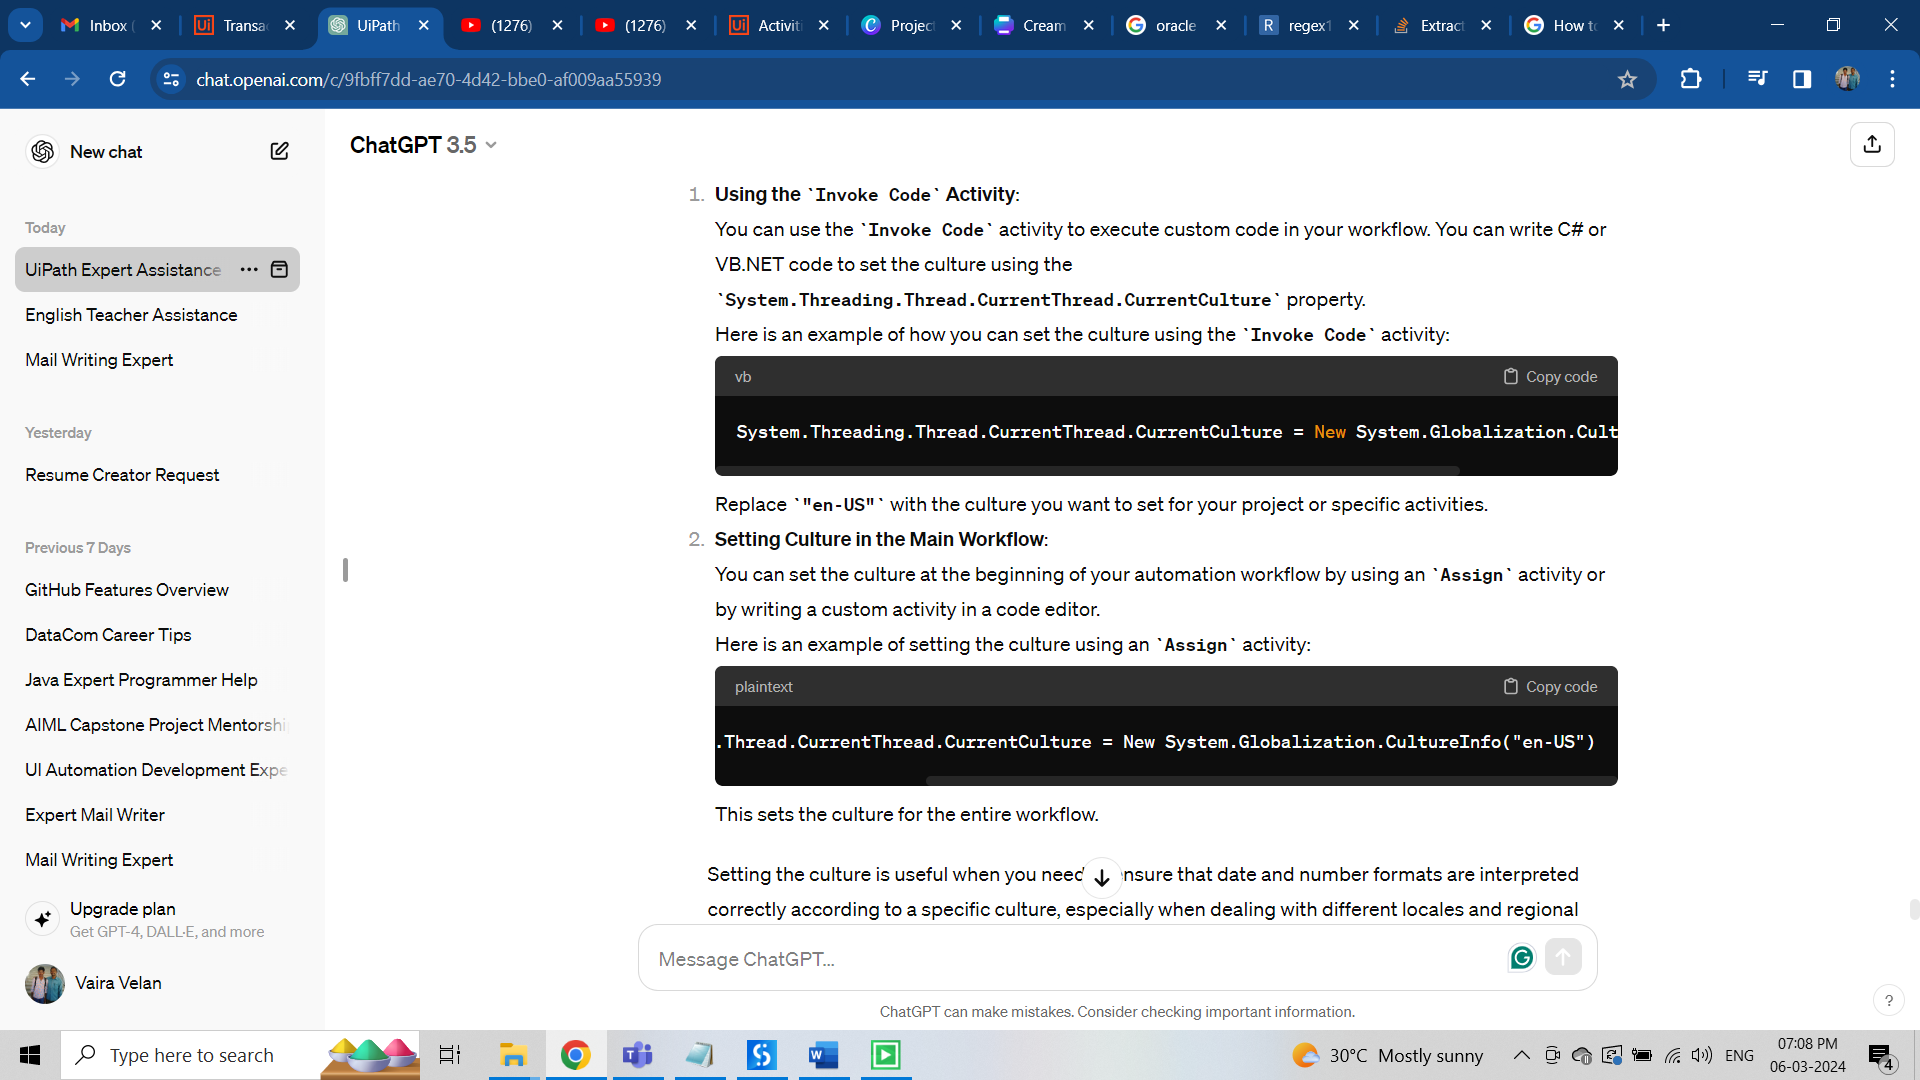 Inbox (
Transac
UiPath
(1276)
(1276)
Activiti
Project
Cream
oracle
regex1
Extract
How to
chat.openai.com/c/9fbff7dd-ae70-4d42-bbe0-af009aa55939
New chat
Today
UiPath Expert Assistance
English Teacher Assistance
Mail Writing Expert
Yesterday
Resume Creator Request
Previous 7 Days
GitHub Features Overview
DataCom Career Tips
Java Expert Programmer Help
AIML Capstone Project Mentorshi
UI Automation Development Expe
Expert Mail Writer
Mail Writing Expert
Upgrade plan
Get GPT-4, DALL·E, and more
Vaira Velan
ChatGPT 3.5
1. Using the `Invoke Code` Activity:
You can use the `Invoke Code` activity to execute custom code in your workflow. You can write C# or
VB.NET code to set the culture using the
`System.Threading.Thread.CurrentThread.CurrentCulture` property.
Here is an example of how you can set the culture using the `Invoke Code` activity:
vb
Copy code
System.Threading.Thread.CurrentThread.CurrentCulture = New System.Globalization.Cult
Replace `"en-US"` with the culture you want to set for your project or specific activities.
2. Setting Culture in the Main Workflow:
You can set the culture at the beginning of your automation workflow by using an `Assign` activity or
by writing a custom activity in a code editor.
Here is an example of setting the culture using an `Assign` activity:
plaintext
Copy code
.Thread.CurrentThread.CurrentCulture = New System.Globalization.CultureInfo("en-US")
This sets the culture for the entire workflow.
Setting the culture is useful when you need ensure that date and number formats are interpreted
correctly according to a specific culture, especially when dealing with different locales and regional
Message ChatGPT...
ChatGPT can make mistakes. Consider checking important information.
?
Type here to search
30°C Mostly sunny
ENG
07:08 PM
06-03-2024
4